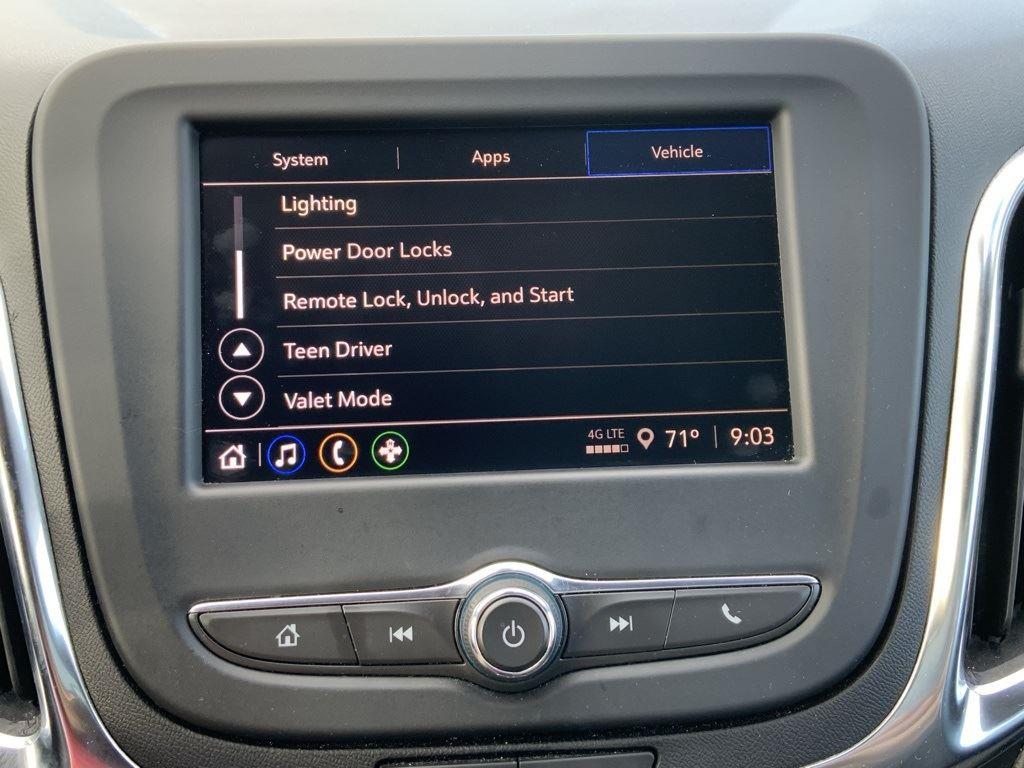 System Apps Vehicle
Lighting
Power Door Locks
Remote Lock, Unlock, and Start
Teen Driver
Valet Mode
4G LTE 71° 9:03